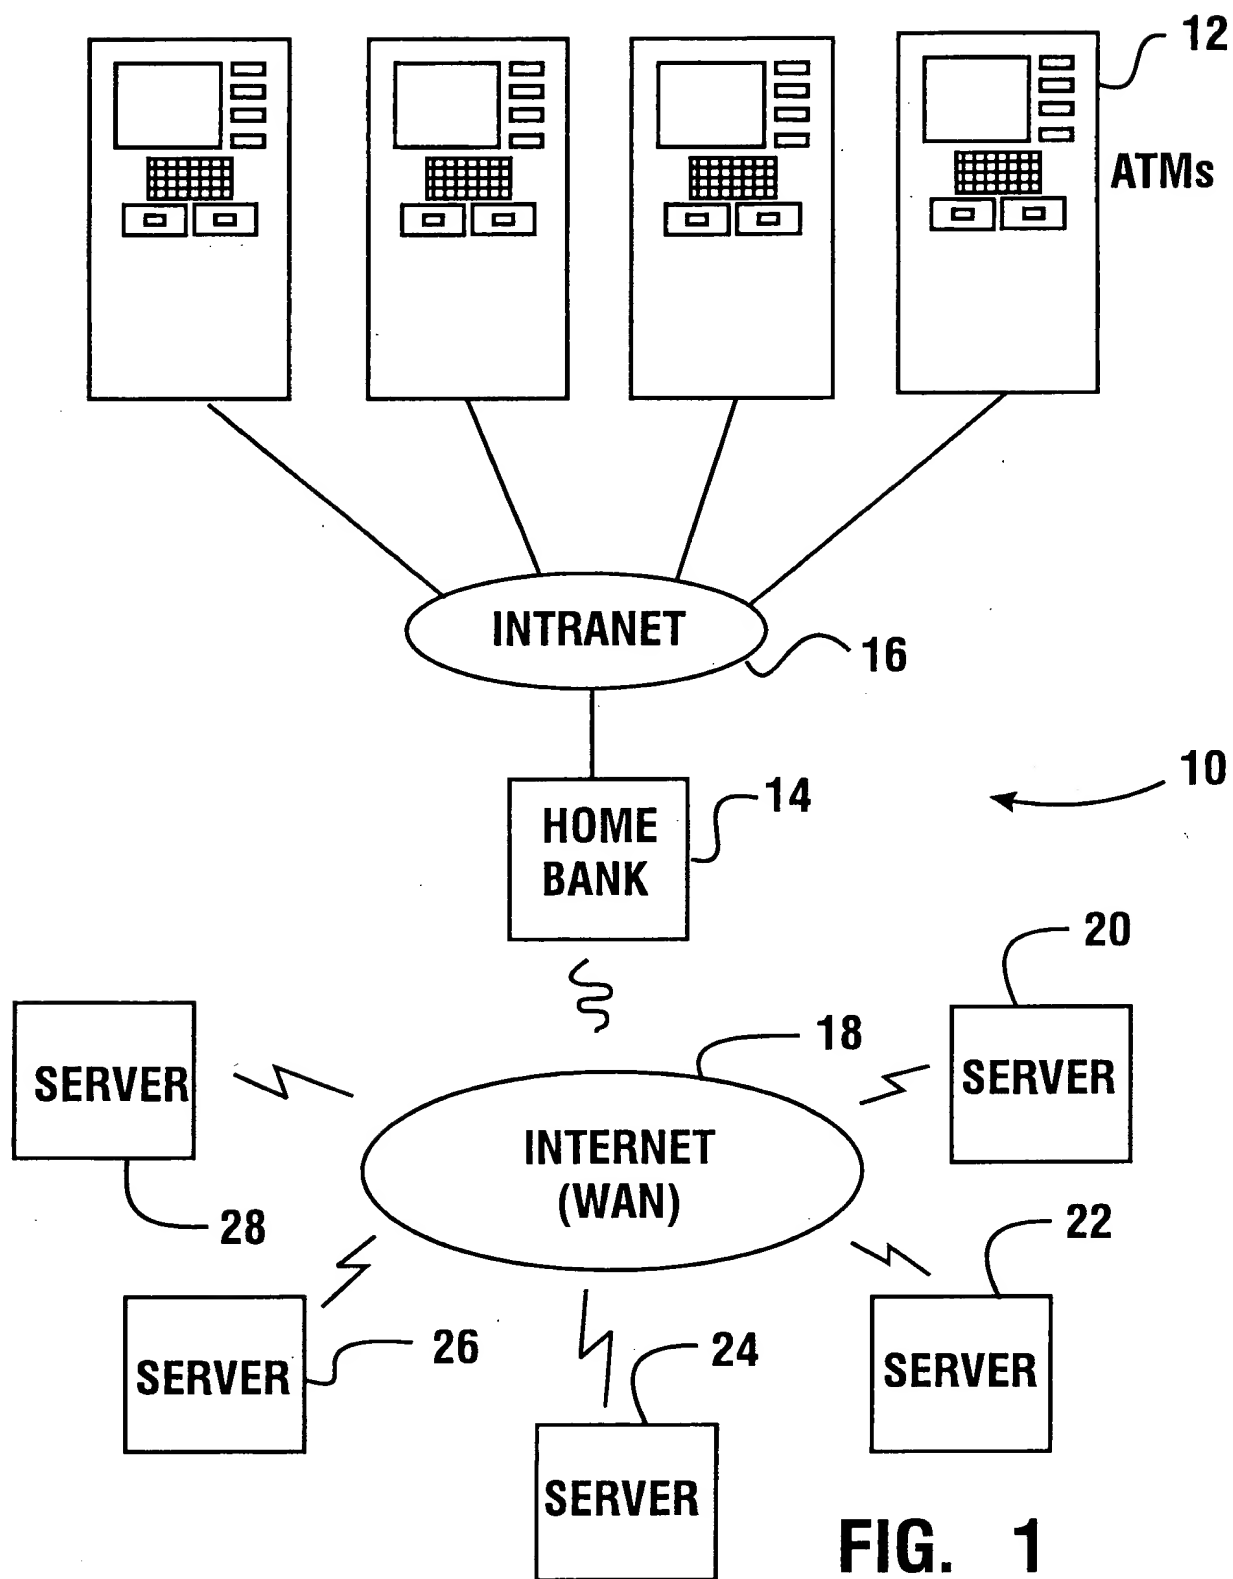 12
ATMs
INTRANET
16
10
14
HOME
BANK
20
18
SERVER
SERVER
INTERNET
(WAN)
28
22
26
24
SERVER
SERVER
SERVER
FIG. 1